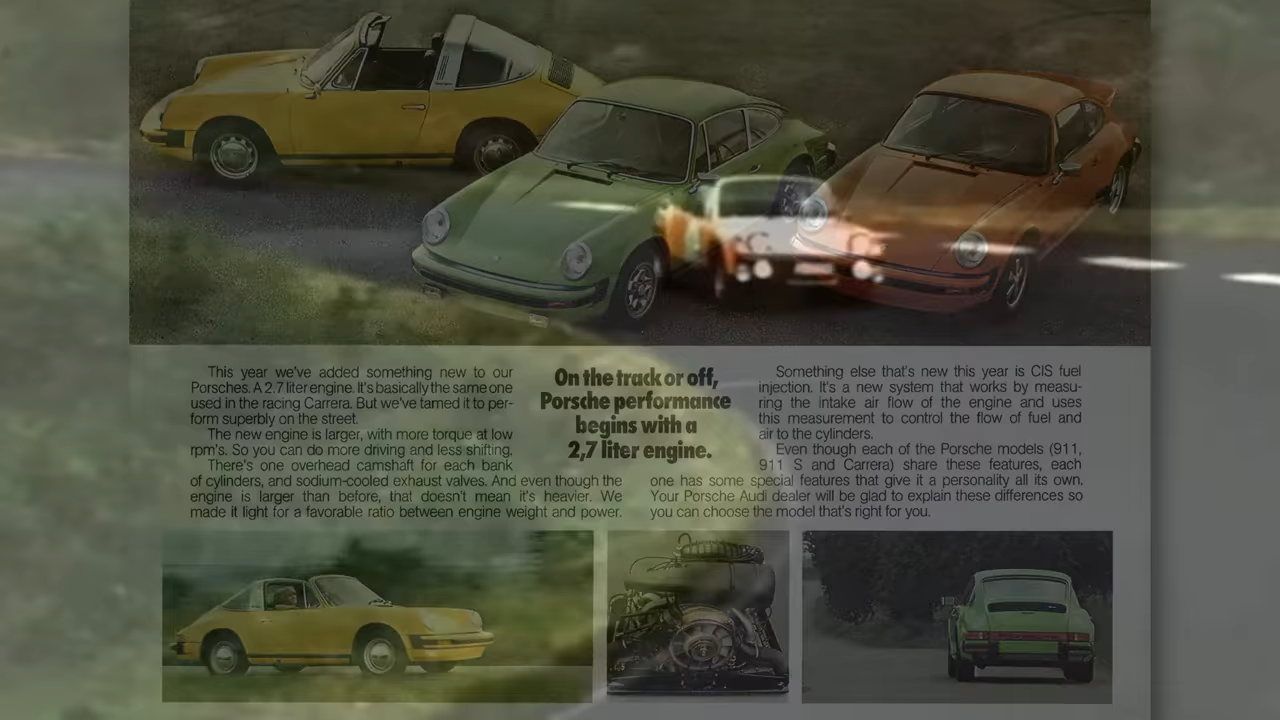 This year we've added something new to our
Porsches. A 2.7 liter engine. It's basically the same one
used in the racing Carrera. But we've tamed it to per-
form superbly on the street.
The new engine is larger, with more torque at low
rpm's. So you can do more driving and less shifting.
There's one overhead camshaft for each bank
of cylinders, and sodium-cooled exhaust valves. And even though the
engine is larger than before, that doesn't mean it's heavier. We
made it light for a favorable ratio between engine weight and power.
On the track or off,
Porsche performance
begins with a
2,7 liter engine.
Something else that's new this year is CIS fuel
injection. It's a new system that works by measu-
ring the intake air flow of the engine and uses
this measurement to control the flow of fuel and
air to the cylinders.
Even though each of the Porsche models (911,
911 S and Carrera) share these features, each
one has some special features that give it a personality all its own.
Your Porsche Audi dealer will be glad to explain these differences so
you can choose the model that's right for you.